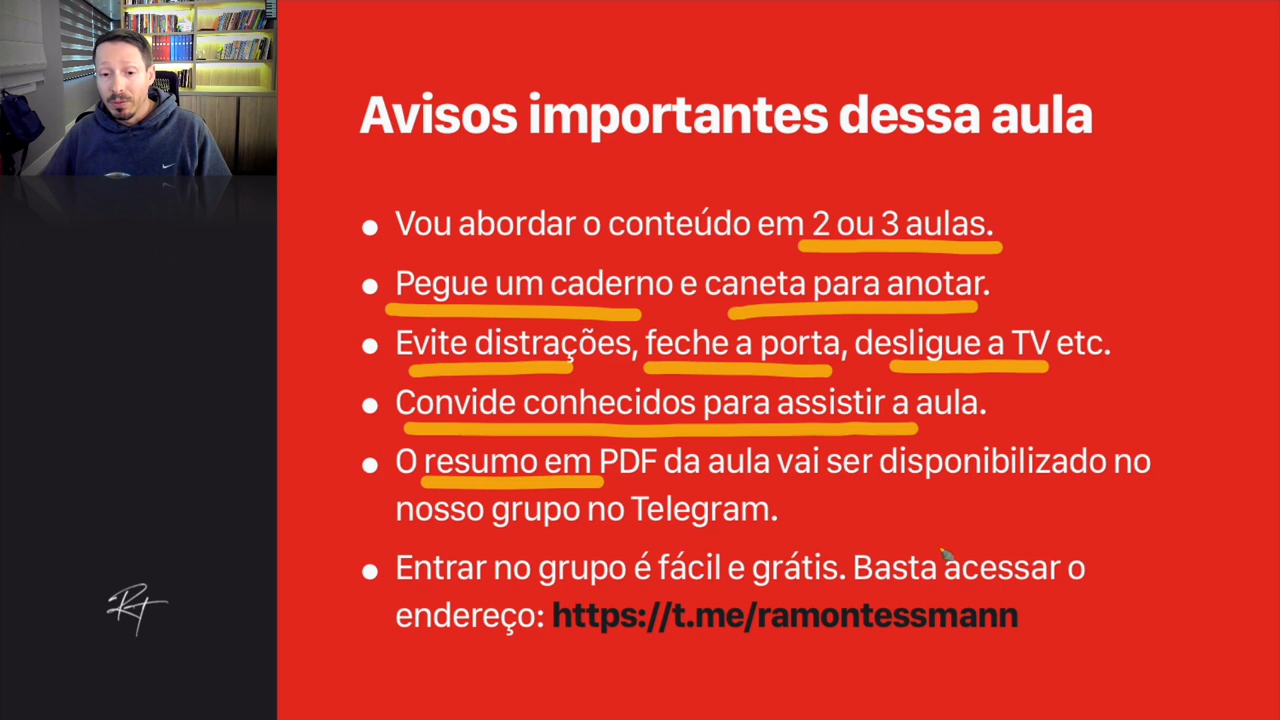 Avisos importantes dessa aula
• Vou abordar o conteúdo em 2 ou 3 aulas.
• Pegue um caderno e caneta para anotar.
• Evite distrações, feche a porta, desligue a TV etc.
• Convide conhecidos para assistir a aula.
• O resumo em PDF da aula vai ser disponibilizado no
nosso grupo no Telegram.
• Entrar no grupo é fácil e grátis. Basta acessar o
endereço: https://t.me/ramontessmann
RT